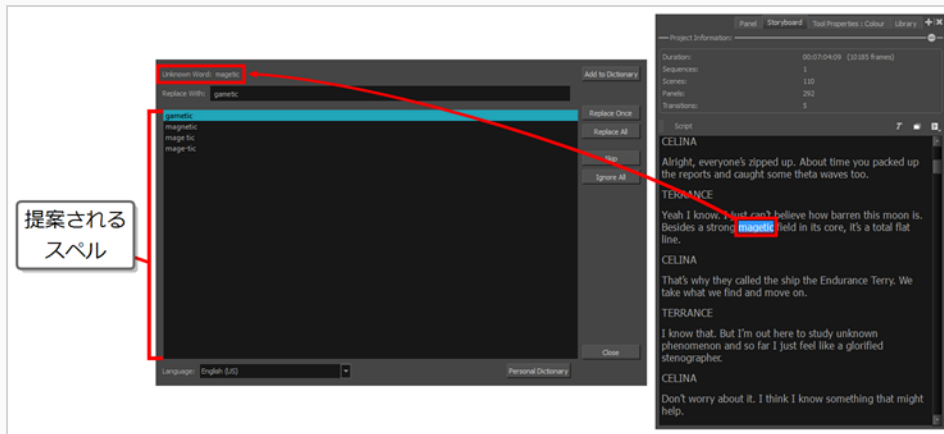 Panel Storyboard Tool Properties : Colour Library
Project Information:
Duration: 00:07:04:09 (10185 frames)
Sequences: 1
Scenes: 110
Panels: 292
Transitions: 5
Script
CELINA
Alright, everyone's zipped up. About time you packed up
the reports and caught some theta waves too.
TERRANCE
Yeah I know. I just can't believe how barren this moon is.
Besides a strong magetic field in its core, it's a total flat
line.
CELINA
That's why they called the ship the Endurance Terry. We
take what we find and move on.
TERRANCE
I know that. But I'm out here to study unknown
phenomenon and so far I just feel like a glorified
stenographer.
CELINA
Don't worry about it. I think I know something that might
help.
Unknown Word: magetic
Add to Dictionary
Replace With: gametic
gametic
magnetic
mage tic
mage-tic
Replace Once
Replace All
Skip
Ignore All
Close
Language: English (US)
Personal Dictionary
提案される
スペル